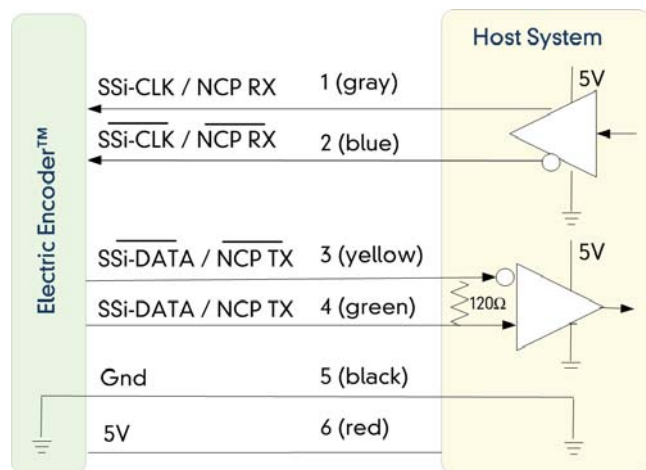 Host System
5V
SSi-CLK / NCP RX 1 (gray)
SSi-CLK / NCP RX 2 (blue)
Electric Encoder™
5V
SSi-DATA / NCP TX 3 (yellow)
120Ω
SSi-DATA / NCP TX 4 (green)
Gnd 5 (black)
5V 6 (red)